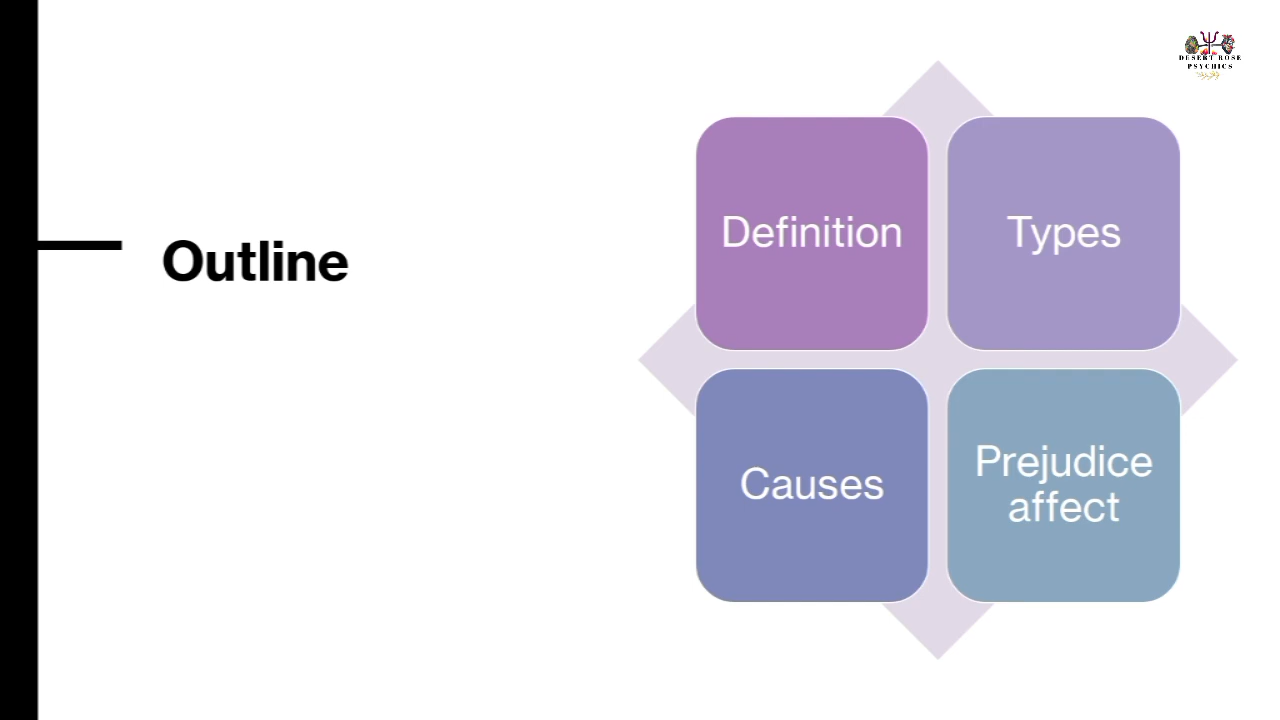 DESERT ROSE
PSYCHICS
Outline
Definition
Types
Causes
Prejudice
affect